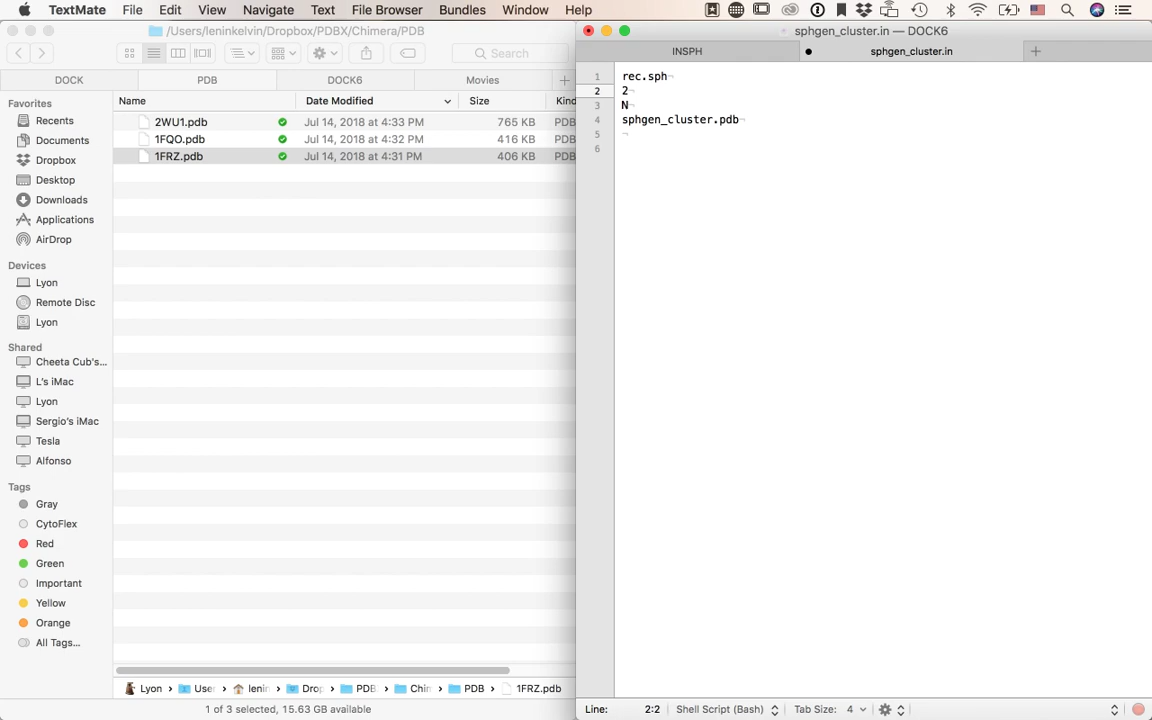 TextMate File Edit View Navigate Text File Browser Bundles Window Help
/Users/leninkelvin/Dropbox/PDBX/Chimera/PDB
Search
DOCK PDB DOCK6 Movies
Name Date Modified Size Kind
2WU1.pdb Jul 14, 2018 at 4:33 PM 765 KB PDB
1FQO.pdb Jul 14, 2018 at 4:32 PM 416 KB PDB
1FRZ.pdb Jul 14, 2018 at 4:31 PM 406 KB PDB
Favorites
Recents
Documents
Dropbox
Desktop
Downloads
Applications
AirDrop
Devices
Lyon
Remote Disc
Lyon
Shared
Cheeta Cub's...
L's iMac
Lyon
Sergio's iMac
Tesla
Alfonso
Tags
Gray
CytoFlex
Red
Green
Important
Yellow
Orange
All Tags...
Lyon › Use › lenin › Drop › PDB › Chin › PDB › 1FRZ.pdb
1 of 3 selected, 15.63 GB available
sphgen_cluster.in — DOCK6
INSPH sphgen_cluster.in
1 rec.sph
2 2
3 N
4 sphgen_cluster.pdb
5
6
Line: 2:2 Shell Script (Bash) Tab Size: 4